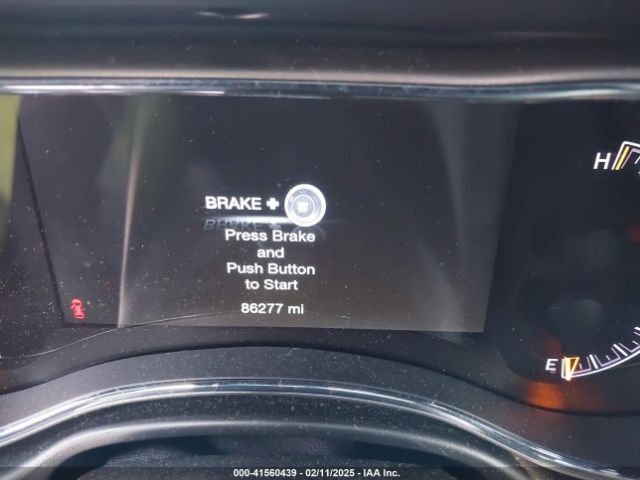 H
BRAKE +
Press Brake
and
Push Button
to Start
86277 mi
E
000-41560439 - 02/11/2025 - IAA Inc.